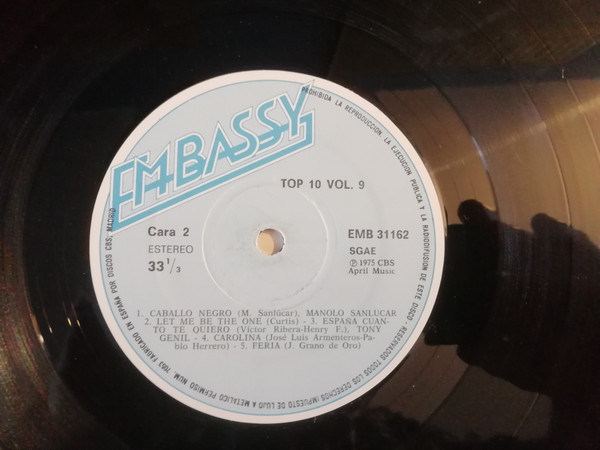 EMBASSY
TOP 10 VOL. 9
Cara 2
ESTEREO
33 1/3
EMB 31162
SGAE
℗ 1975 CBS
April Music
1. CABALLO NEGRO (M. Sanlúcar), MANOLO SANLUCAR
2. LET ME BE THE ONE (Curtis) - 3. ESPAÑA CUAN-
TO TE QUIERO (Víctor Ribera-Henry F.), TONY
GENIL - 4. CAROLINA (José Luis Armenteros-Pa-
blo Herrero) - 5. FERIA (J. Grano de Oro)
PROHIBIDA LA REPRODUCCION, LA EJECUCION PUBLICA Y LA RADIODIFUSION DE ESTE DISCO - RESERVADOS TODOS LOS DERECHOS IMPUESTO DE LUJO A METALICO PERMISO NUM. 7063 FABRICADO EN ESPAÑA POR DISCOS CBS, MADRID